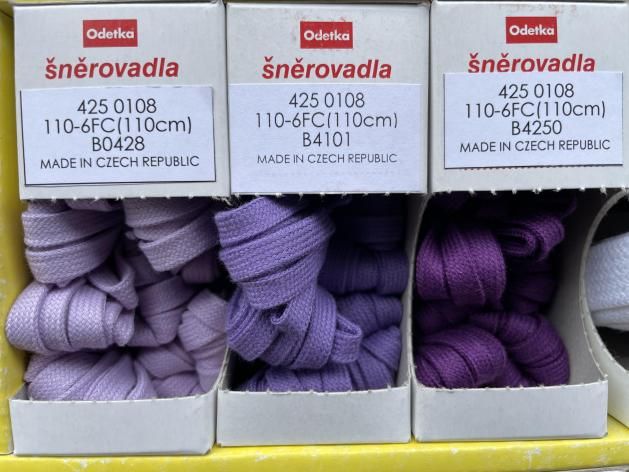 Odetka
šněrovadla
425 0108
110-6FC(110cm)
B0428
MADE IN CZECH REPUBLIC
Odetka
šněrovadla
425 0108
110-6FC(110cm)
B4101
MADE IN CZECH REPUBLIC
Odetka
šněrovadla
425 0108
110-6FC(110cm)
B4250
MADE IN CZECH REPUBLIC